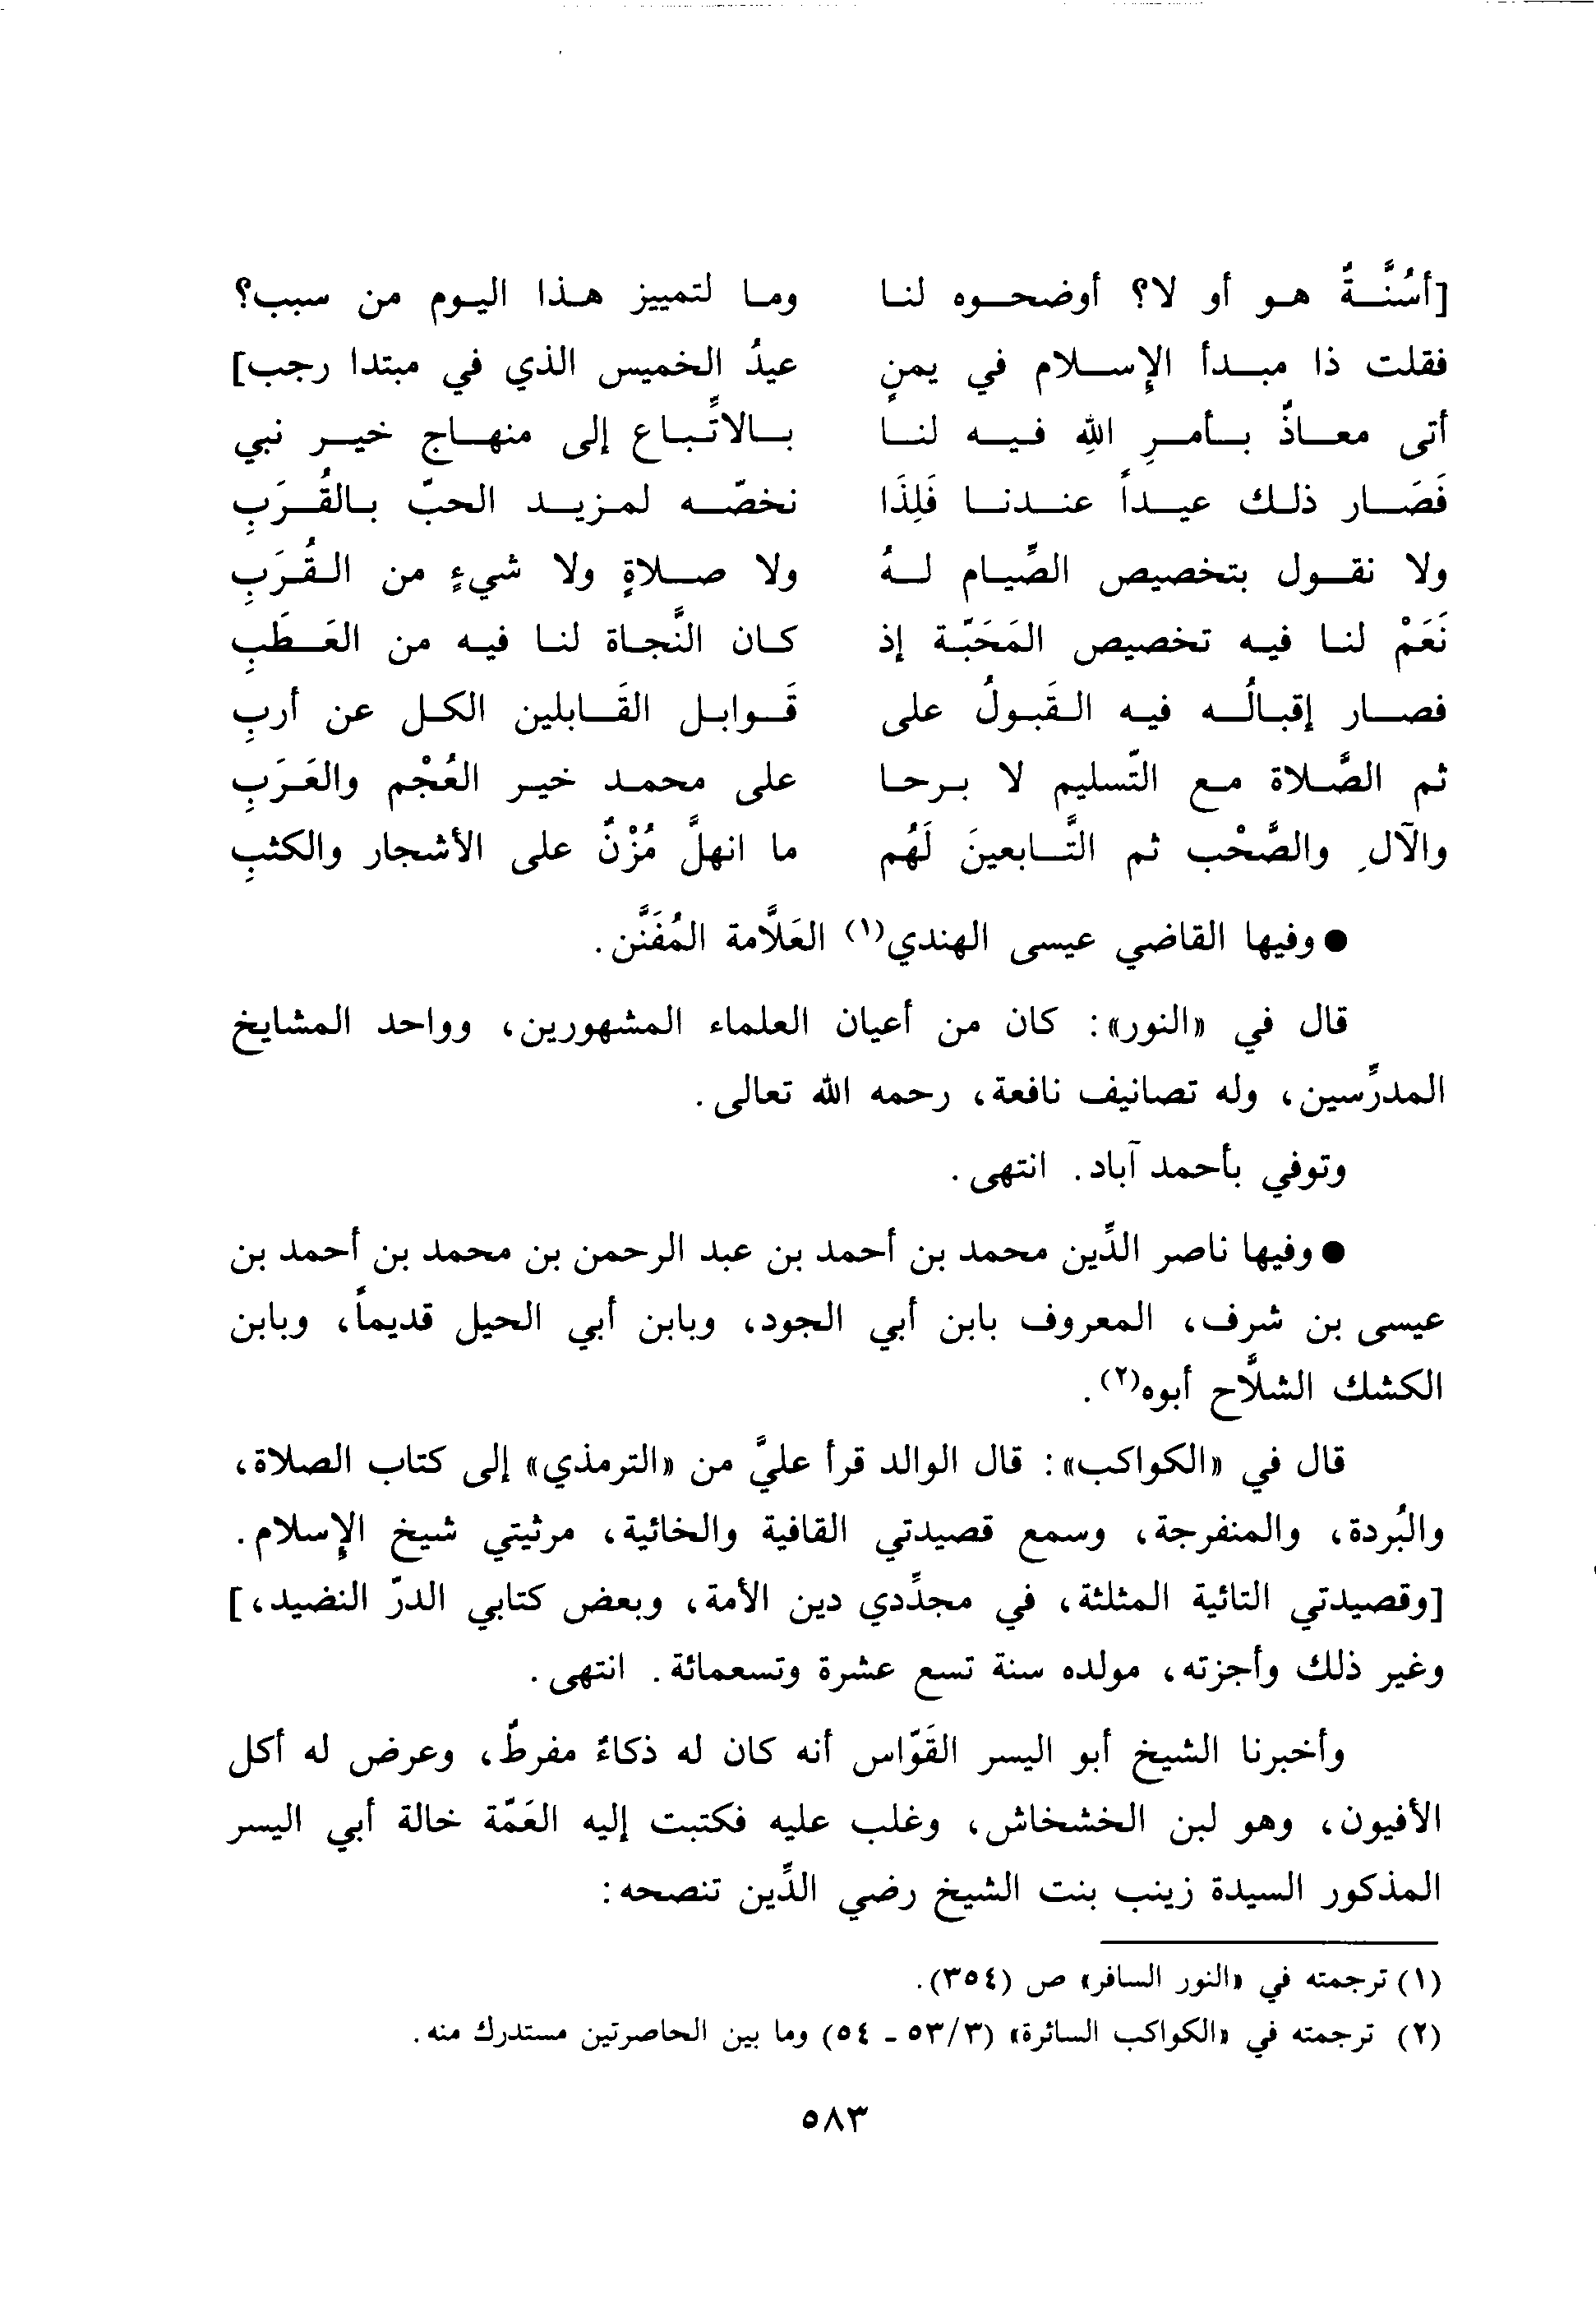 [أسُنَّةٌ هو أو لا؟ أوضحوه لنا وما لتمييز هذا اليوم من سبب؟
فقلت ذا مبدأ الإسلام في يمنٍ عيدُ الخميس الذي في مبتدا رجب]
أتى معاذٌ بأمرِ اللهِ فيه لنا بالاتِّباع إلى منهاج خير نبي
فَصَار ذلك عيداً عندنا فَلِذَا نخصّه لمزيد الحبّ بالقُرَبِ
ولا نقول بتخصيص الصِّيام لهُ ولا صلاةٍ ولا شيءٍ من القُرَبِ
نَعَمْ لنا فيه تخصيص المَحَبّة إذ كان النَّجاة لنا فيه من العَطَبِ
فصار إقبالُه فيه القَبولُ على قَوابل القَابلين الكل عن أربِ
ثم الصَّلاة مع التّسليم لا برحا على محمد خير العُجْم والعَرَبِ
والآلِ والصَّحْب ثم التَّابعينَ لَهُم ما انهلَّ مُزْنٌ على الأشجار والكثبِ
● وفيها القاضي عيسى الهندي(١) العَلَّامة المُفَنَّن.
قال في «النور»: كان من أعيان العلماء المشهورين، وواحد المشايخ
المدرِّسين، وله تصانيف نافعة، رحمه الله تعالى.
وتوفي بأحمد آباد. انتهى.
● وفيها ناصر الدِّين محمد بن أحمد بن عبد الرحمن بن محمد بن أحمد بن
عيسى بن شرف، المعروف بابن أبي الجود، وبابن أبي الحيل قديماً، وبابن
الكشك الشلَّاح أبوه(٢).
قال في «الكواكب»: قال الوالد قرأ عليَّ من «الترمذي» إلى كتاب الصلاة،
والبُردة، والمنفرجة، وسمع قصيدتي القافية والخائية، مرثيتي شيخ الإسلام.
[وقصيدتي التائية المثلثة، في مجدِّدي دين الأمة، وبعض كتابي الدرّ النضيد،]
وغير ذلك وأجزته، مولده سنة تسع عشرة وتسعمائة. انتهى.
وأخبرنا الشيخ أبو اليسر القَوّاس أنه كان له ذكاءٌ مفرطٌ، وعرض له أكل
الأفيون، وهو لبن الخشخاش، وغلب عليه فكتبت إليه العَمّة خالة أبي اليسر
المذكور السيدة زينب بنت الشيخ رضي الدِّين تنصحه:
(١) ترجمته في «النور السافر» ص (٣٥٤).
(٢) ترجمته في «الكواكب السائرة» (٥٣/٣ - ٥٤) وما بين الحاصرتين مستدرك منه.
٥٨٣